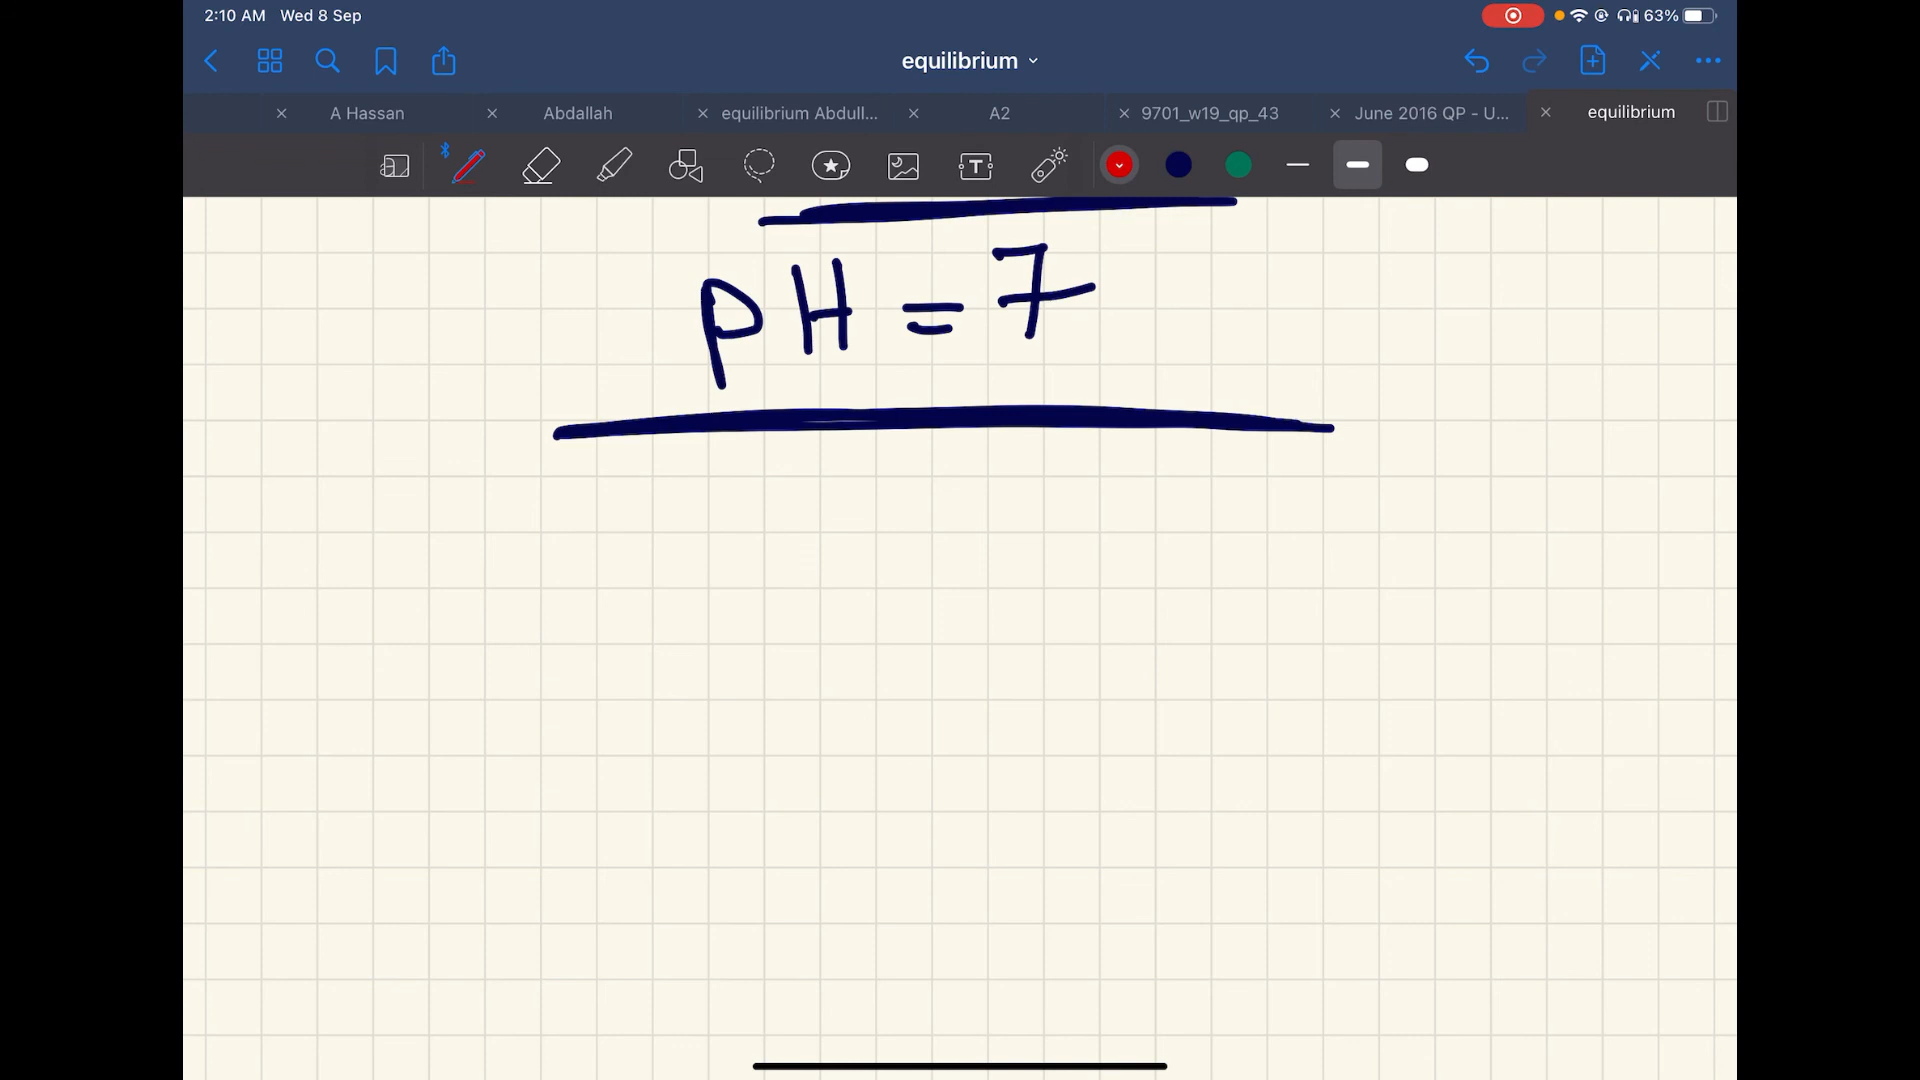 2:10 AM Wed 8 Sep 63%
equilibrium
A Hassan Abdallah equilibrium Abdull... A2 9701_w19_qp_43 June 2016 QP - U... equilibrium
pH = 7